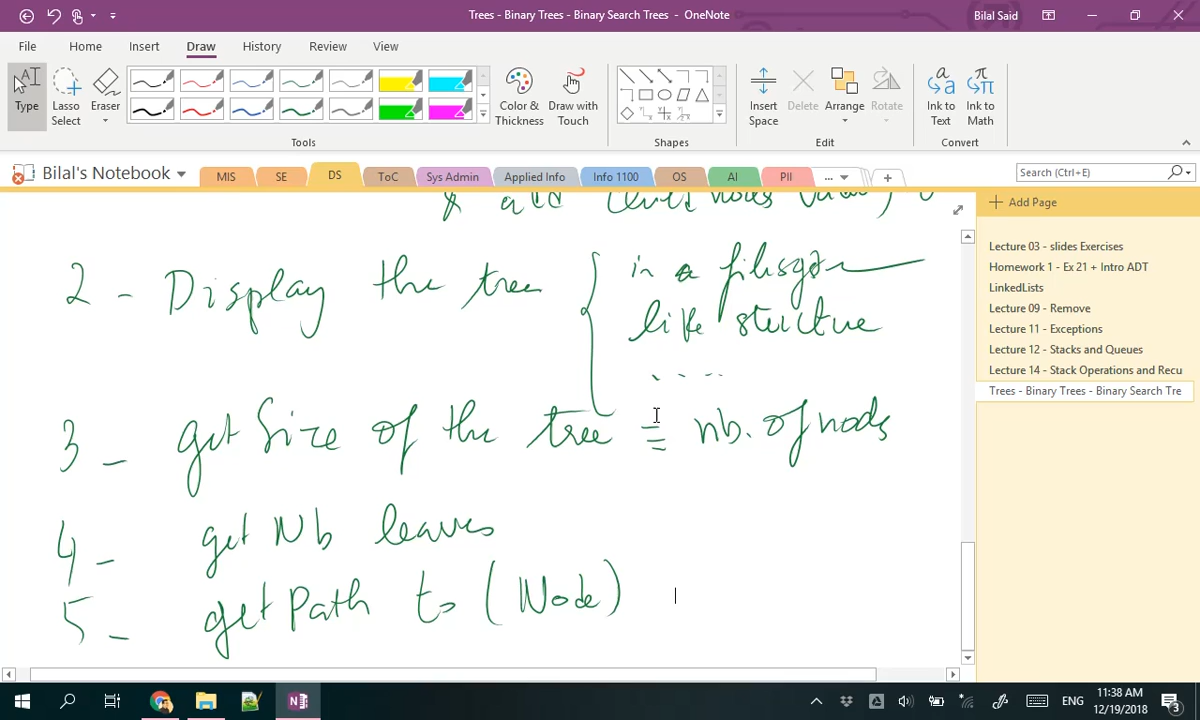 Trees - Binary Trees - Binary Search Trees - OneNote
Bilal Said
File Home Insert Draw History Review View
Type
Lasso Select
Eraser
Color & Thickness
Draw with Touch
Insert Space
Delete
Arrange
Rotate
Ink to Text
Ink to Math
Tools
Shapes
Edit
Convert
Bilal's Notebook
MIS SE DS ToC Sys Admin Applied Info Info 1100 OS AI PII ... +
Search (Ctrl+E)
Add Page
Lecture 03 - slides Exercises
Homework 1 - Ex 21 + Intro ADT
LinkedLists
Lecture 09 - Remove
Lecture 11 - Exceptions
Lecture 12 - Stacks and Queues
Lecture 14 - Stack Operations and Recu
Trees - Binary Trees - Binary Search Tre
2 - Display the tree { in a
like structure
....
3 - get Size of the tree = nb. of nods
4 - get Nb leaves
5 - get Path to (Node)
ENG
11:38 AM
12/19/2018
3